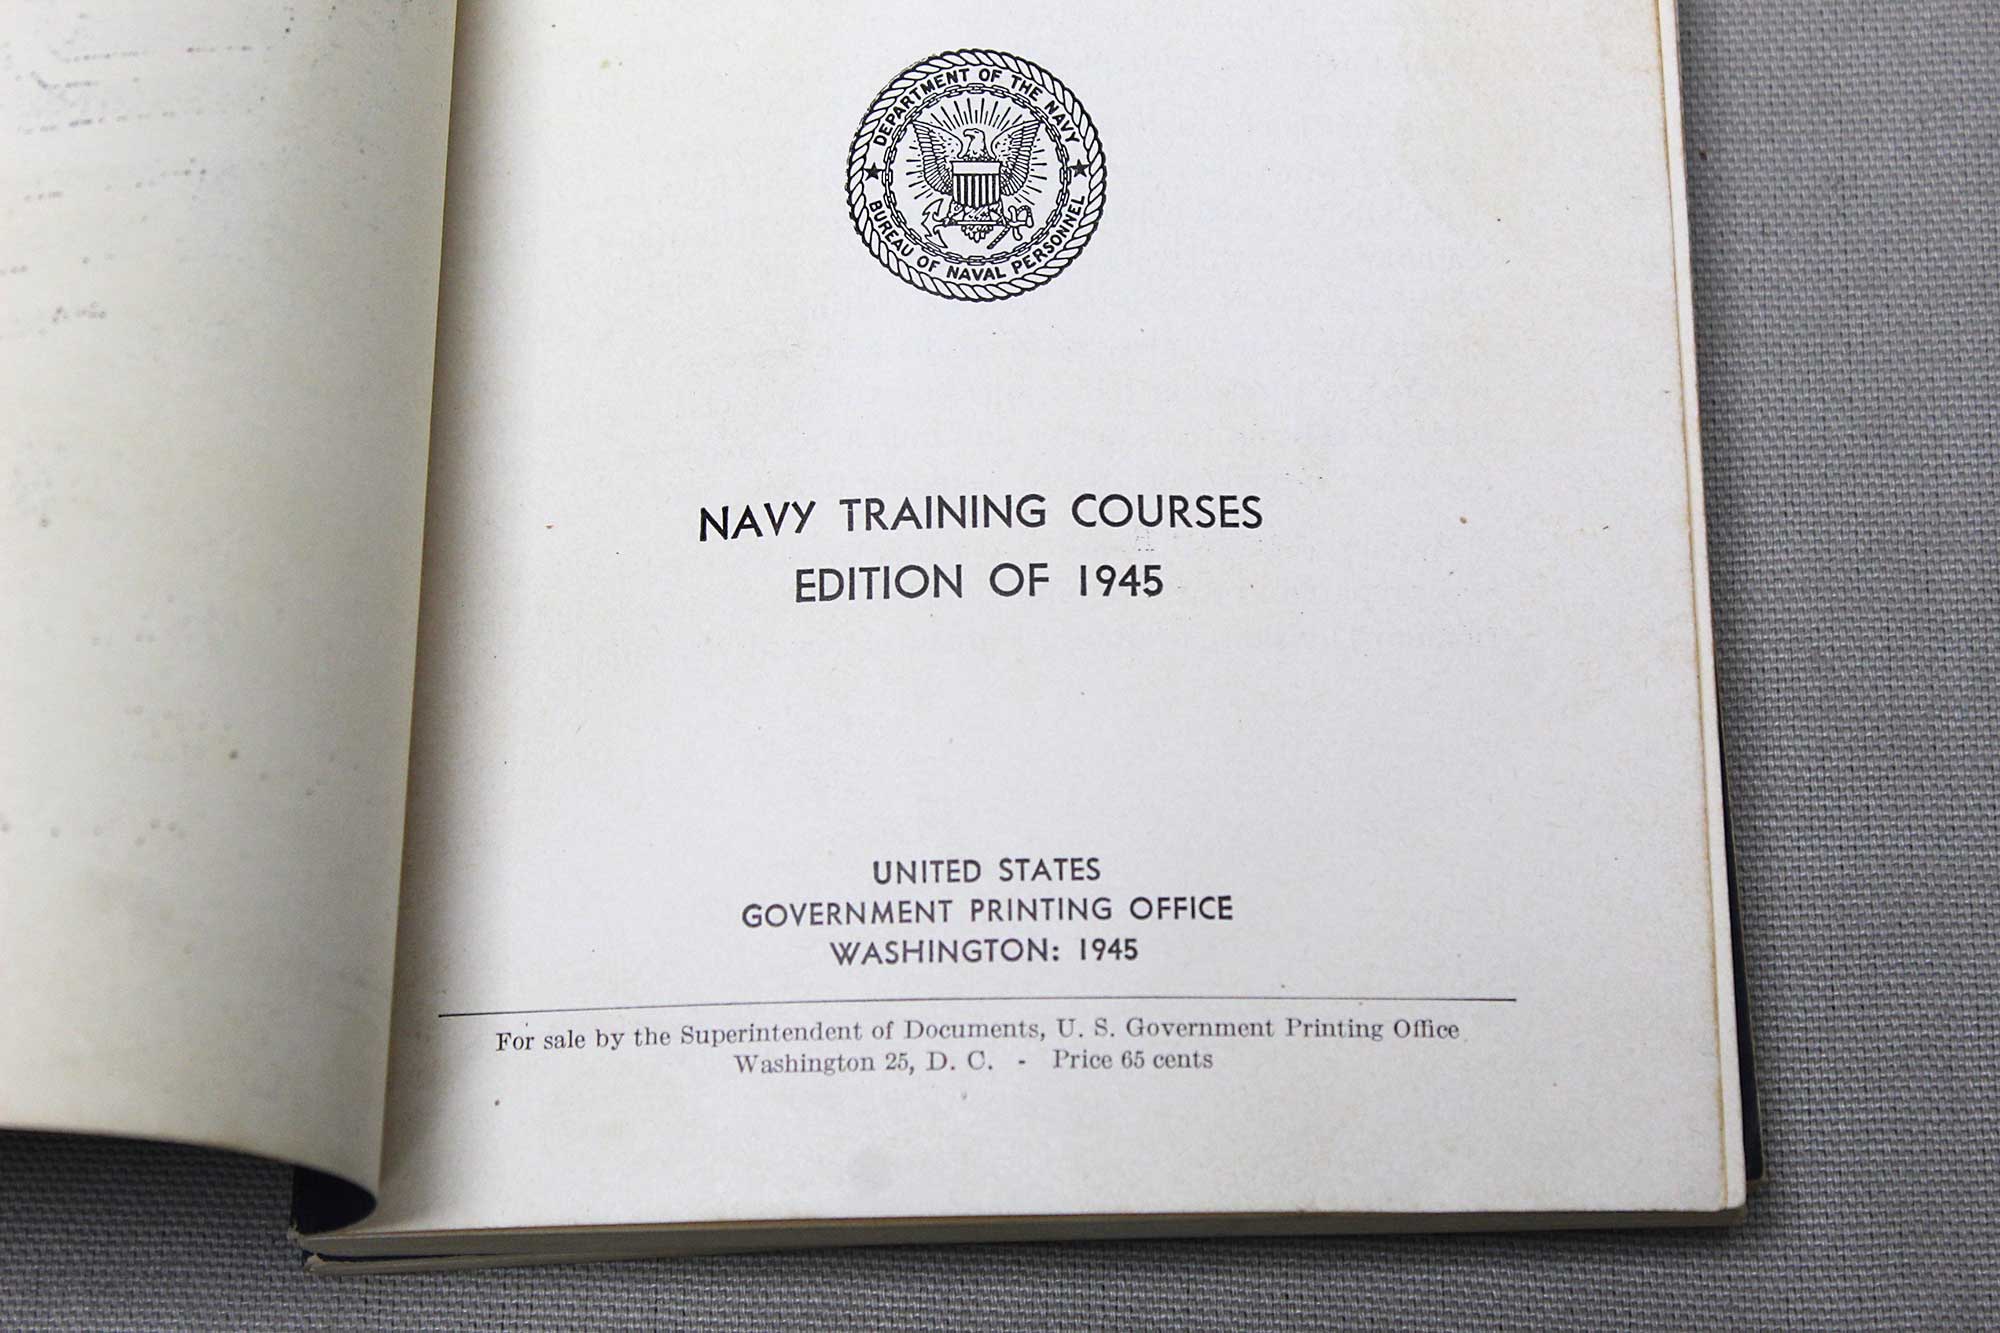 DEPARTMENT OF THE NAVY
BUREAU OF NAVAL PERSONNEL
NAVY TRAINING COURSES
EDITION OF 1945
UNITED STATES
GOVERNMENT PRINTING OFFICE
WASHINGTON: 1945
For sale by the Superintendent of Documents, U. S. Government Printing Office
Washington 25, D. C. - Price 65 cents